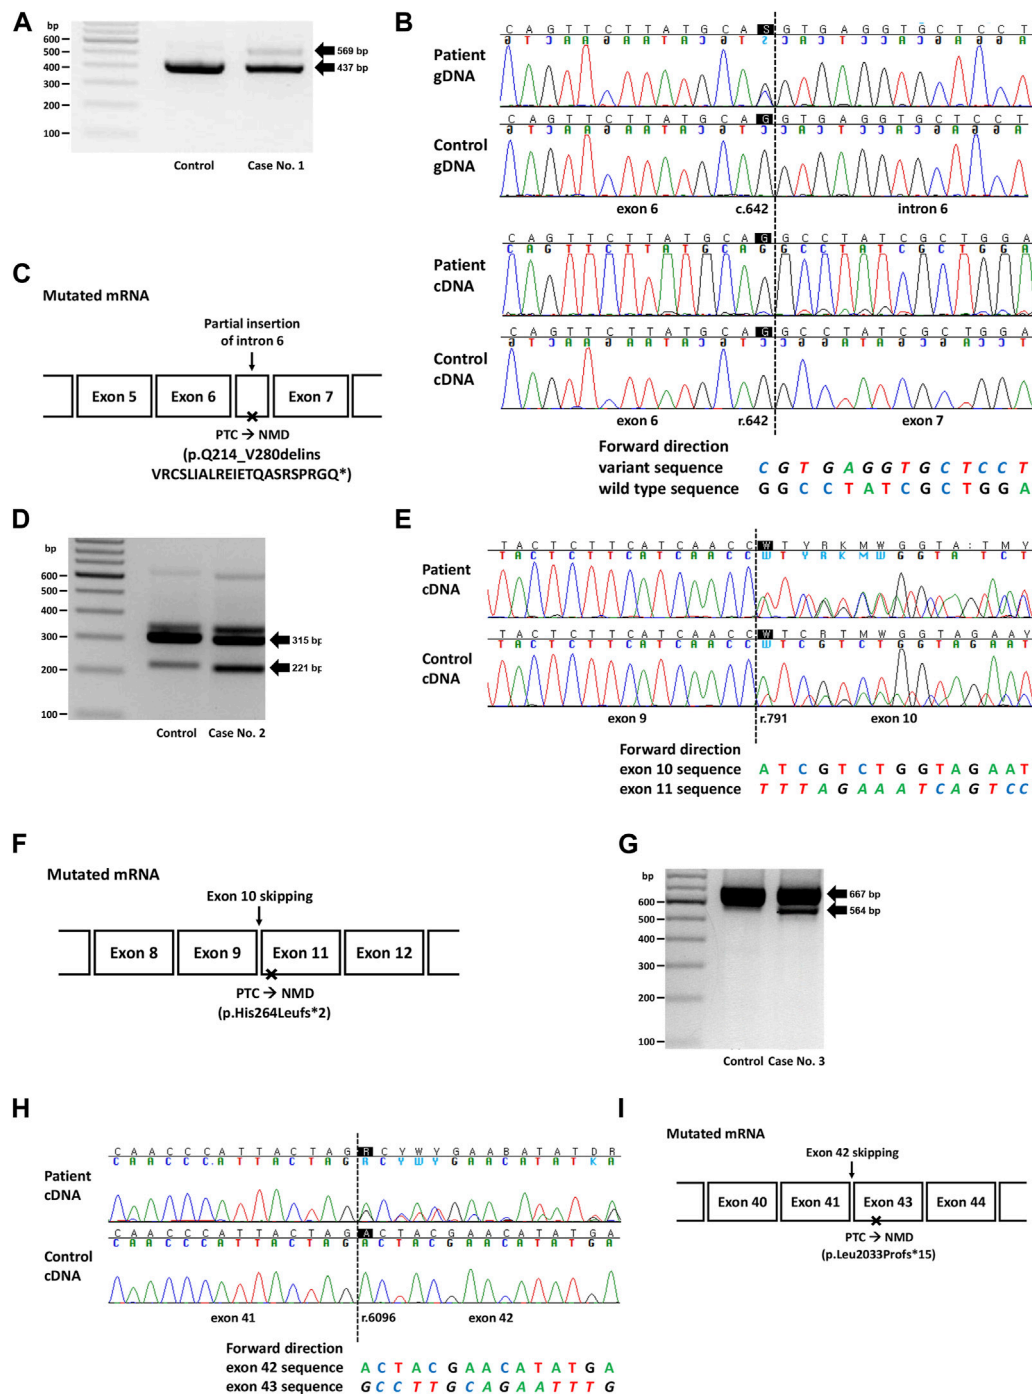 A
bp
600
500
400
300
200
100
569 bp
437 bp
Control
Case No. 1
B
Patient
gDNA
C A G T T C T T A T G C A S G T G A G G T G C T C C T
Control
gDNA
C A G T T C T T A T G C A G G T G A G G T G C T C C T
exon 6
c.642
intron 6
Patient
cDNA
C A G T T C T T A T G C A G G C C T A T C G C T G G A
C A G T T C T T A T G C A G G C C T A T C G C T G G A
Control
cDNA
C A G T T C T T A T G C A G G C C T A T C G C T G G A
exon 6
r.642
exon 7
Forward direction
variant sequence C G T G A G G T G C T C C T
wild type sequence G G C C T A T C G C T G G A
C
Mutated mRNA
Partial insertion
of intron 6
Exon 5
Exon 6
Exon 7
PTC → NMD
(p.Q214_V280delins
VRCSLIALREIETQASRSPRGQ*)
D
bp
600
500
400
300
200
100
315 bp
221 bp
Control
Case No. 2
E
Patient
cDNA
T A C T C T T C A T C A A C C W T Y R K M W G G T A : T M Y
T A C T C T T C A T C A A C C W T Y R K M W G G T A T C T
Control
cDNA
T A C T C T T C A T C A A C C W T C R T M W G G T A G A A Y
T A C T C T T C A T C A A C C W T C G T C T G G T A G A A T
exon 9
r.791
exon 10
Forward direction
exon 10 sequence A T C G T C T G G T A G A A T
exon 11 sequence T T T A G A A A T C A G T C C
F
Mutated mRNA
Exon 10 skipping
Exon 8
Exon 9
Exon 11
Exon 12
PTC → NMD
(p.His264Leufs*2)
G
bp
600
500
400
300
200
100
667 bp
564 bp
Control
Case No. 3
H
Patient
cDNA
C A A C C C A T T A C T A G R C Y W Y G A A B A T A T D R
C A A C C C . A T T A C T A G A C Y W Y G A A C A T A T K A
Control
cDNA
C A A C C C A T T A C T A G A C T A C G A A C A T A T G A
C A A C C C . A T T A C T A G A C T A C G A A C A T A T G A
exon 41
r.6096
exon 42
Forward direction
exon 42 sequence A C T A C G A A C A T A T G A
exon 43 sequence G C C T T G C A G A A T T T G
I
Mutated mRNA
Exon 42 skipping
Exon 40
Exon 41
Exon 43
Exon 44
PTC → NMD
(p.Leu2033Profs*15)